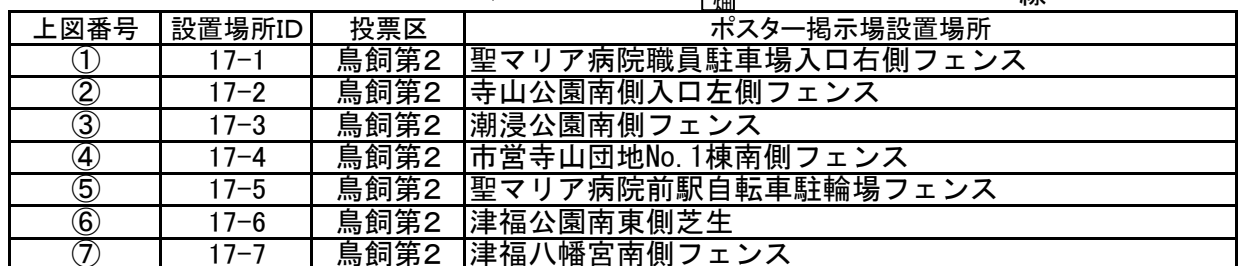 畑 線
上図番号 設置場所ID 投票区 ポスター掲示場設置場所
① 17-1 鳥飼第2 聖マリア病院職員駐車場入口右側フェンス
② 17-2 鳥飼第2 寺山公園南側入口左側フェンス
③ 17-3 鳥飼第2 潮浸公園南側フェンス
④ 17-4 鳥飼第2 市営寺山団地No.1棟南側フェンス
⑤ 17-5 鳥飼第2 聖マリア病院前駅自転車駐輪場フェンス
⑥ 17-6 鳥飼第2 津福公園南東側芝生
⑦ 17-7 鳥飼第2 津福八幡宮南側フェンス